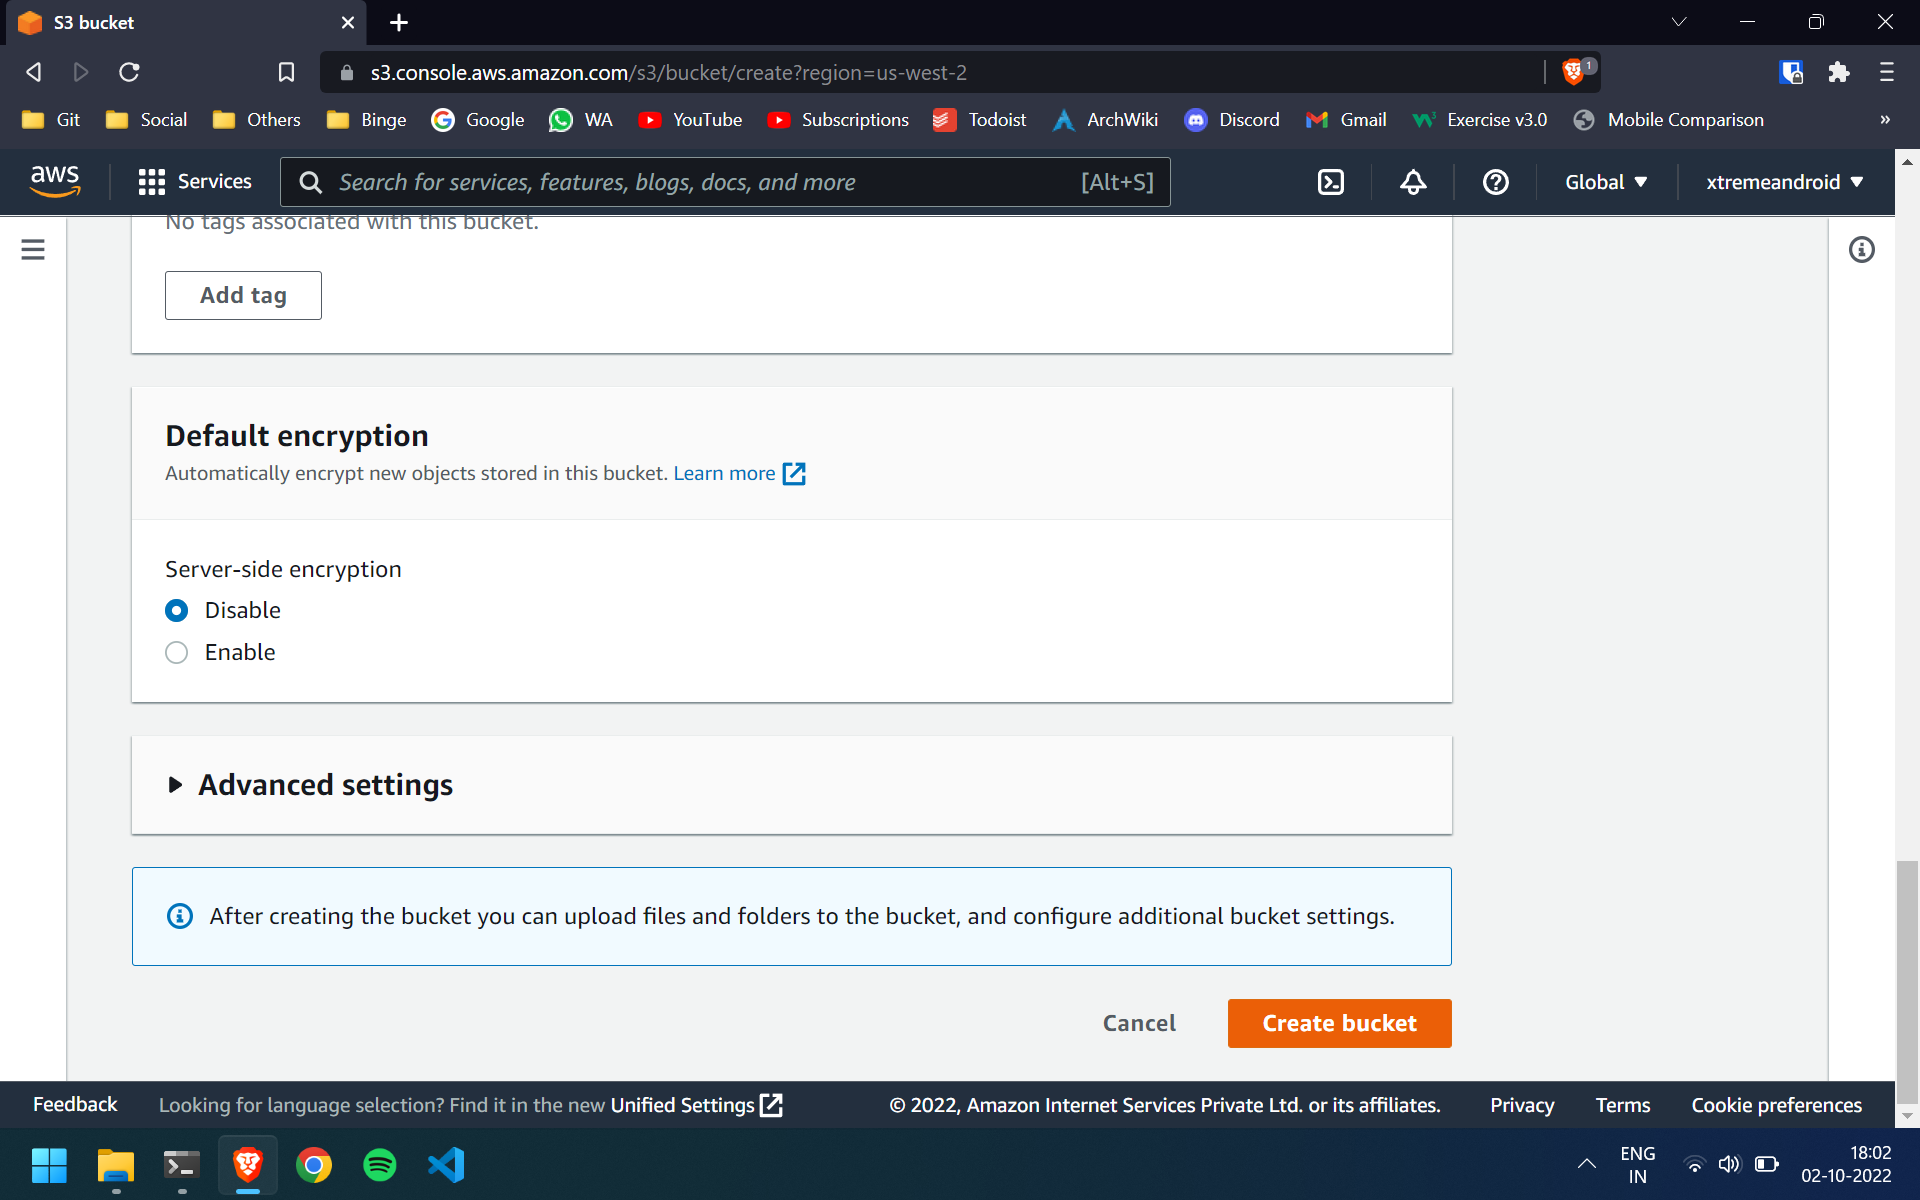 S3 bucket
s3.console.aws.amazon.com/s3/bucket/create?region=us-west-2
1
Git Social Others Binge Google WA YouTube Subscriptions Todoist ArchWiki Discord Gmail Exercise v3.0 Mobile Comparison »
aws Services Search for services, features, blogs, docs, and more [Alt+S] Global xtremeandroid
No tags associated with this bucket.
Add tag
Default encryption
Automatically encrypt new objects stored in this bucket. Learn more
Server-side encryption
Disable
Enable
Advanced settings
After creating the bucket you can upload files and folders to the bucket, and configure additional bucket settings.
Cancel Create bucket
Feedback Looking for language selection? Find it in the new Unified Settings © 2022, Amazon Internet Services Private Ltd. or its affiliates. Privacy Terms Cookie preferences
ENG 18:02
IN 02-10-2022